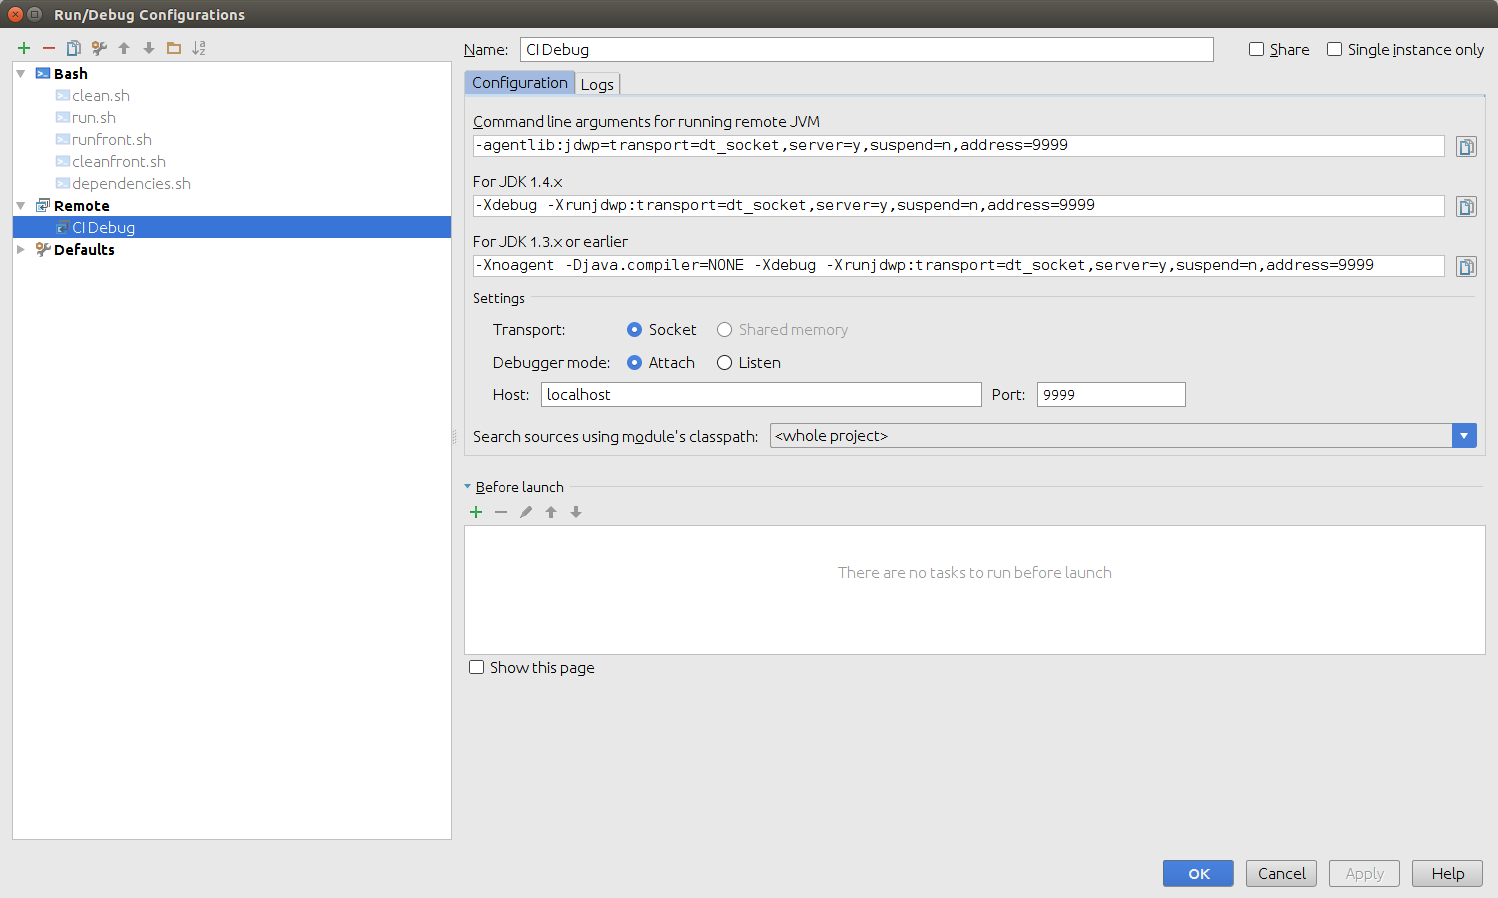 Run/Debug Configurations
Bash
clean.sh
run.sh
runfront.sh
cleanfront.sh
dependencies.sh
Remote
CI Debug
Defaults
Name: CI Debug Share Single instance only
Configuration Logs
Command line arguments for running remote JVM
-agentlib:jdwp=transport=dt_socket,server=y,suspend=n,address=9999
For JDK 1.4.x
-Xdebug -Xrunjdwp:transport=dt_socket,server=y,suspend=n,address=9999
For JDK 1.3.x or earlier
-Xnoagent -Djava.compiler=NONE -Xdebug -Xrunjdwp:transport=dt_socket,server=y,suspend=n,address=9999
Settings
Transport: Socket Shared memory
Debugger mode: Attach Listen
Host: localhost Port: 9999
Search sources using module's classpath: <whole project>
Before launch
There are no tasks to run before launch
Show this page
OK Cancel Apply Help